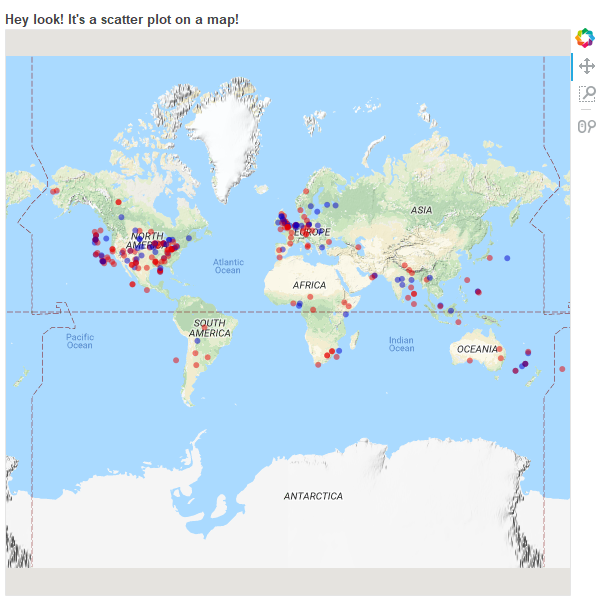 Hey look! It's a scatter plot on a map!
ASIA
NORTH
AMERICA
EUROPE
Atlantic
Ocean
AFRICA
SOUTH
AMERICA
Pacific
Ocean
Indian
Ocean
OCEANIA
ANTARCTICA